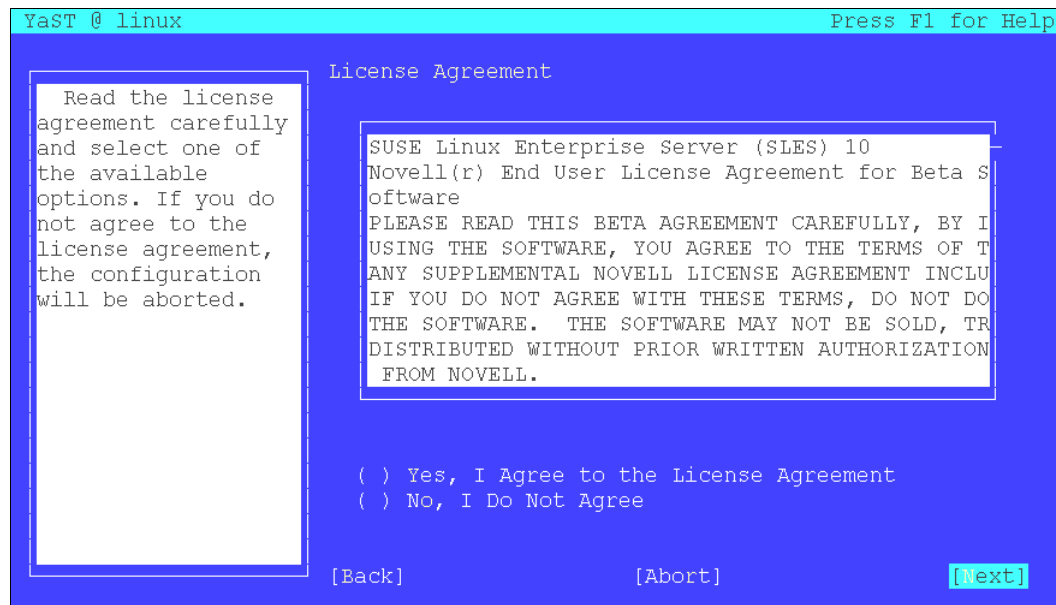 YaST @ linux Press F1 for Help
License Agreement
Read the license
agreement carefully
and select one of
the available
options. If you do
not agree to the
license agreement,
the configuration
will be aborted.
SUSE Linux Enterprise Server (SLES) 10
Novell(r) End User License Agreement for Beta S
oftware
PLEASE READ THIS BETA AGREEMENT CAREFULLY, BY I
USING THE SOFTWARE, YOU AGREE TO THE TERMS OF T
ANY SUPPLEMENTAL NOVELL LICENSE AGREEMENT INCLU
IF YOU DO NOT AGREE WITH THESE TERMS, DO NOT DO
THE SOFTWARE. THE SOFTWARE MAY NOT BE SOLD, TR
DISTRIBUTED WITHOUT PRIOR WRITTEN AUTHORIZATION
FROM NOVELL.
( ) Yes, I Agree to the License Agreement
( ) No, I Do Not Agree
[Back] [Abort] [Next]